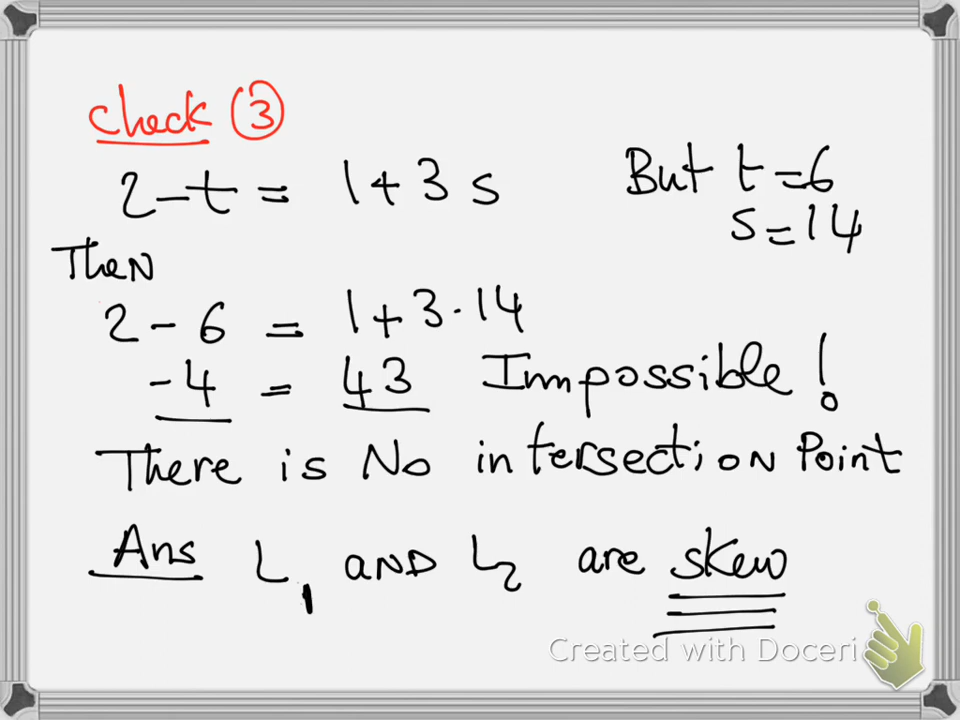 Check ③
2 - t = 1 + 3 s
But t = 6
s = 14
Then
2 - 6 = 1 + 3 · 14
- 4 = 43 Impossible!
There is No intersection Point
Ans L₁ AND L₂ are skew
Created with Doceri